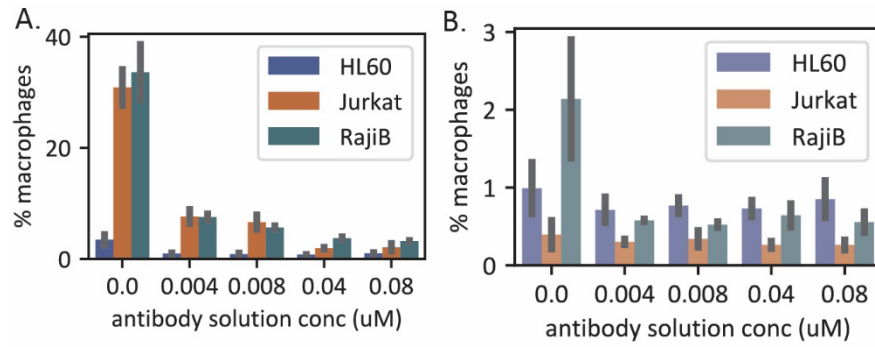 A.
40
20
0
% macrophages
HL60
Jurkat
RajiB
0.0 0.004 0.008 0.04 0.08
antibody solution conc (uM)
B.
3
2
1
0
% macrophages
HL60
Jurkat
RajiB
0.0 0.004 0.008 0.04 0.08
antibody solution conc (uM)